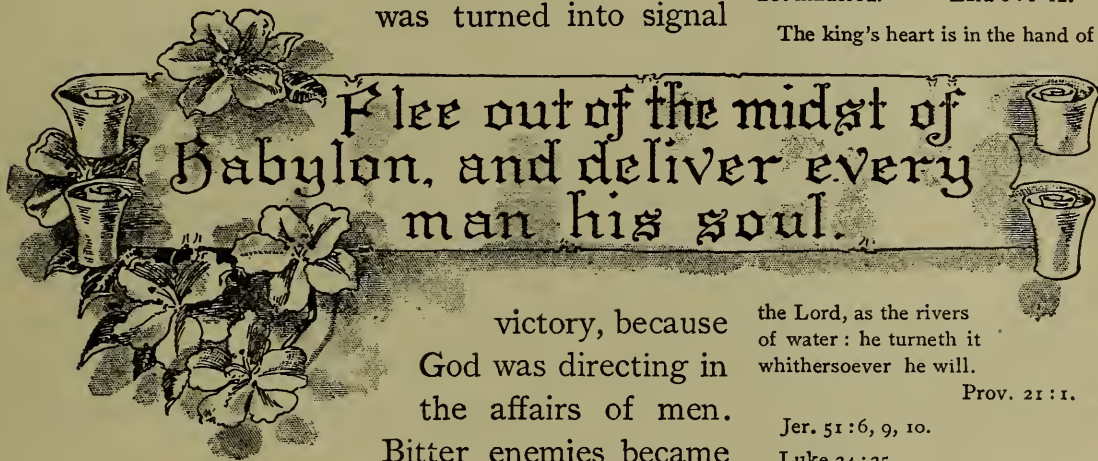 was turned into signal
The king's heart is in the hand of
Flee out of the midst of
Babylon, and deliver every
man his soul.
victory, because
God was directing in
the affairs of men.
Bitter enemies became
the Lord, as the rivers
of water : he turneth it
whithersoever he will.
Prov. 21 : 1.
Jer. 51 : 6, 9, 10.